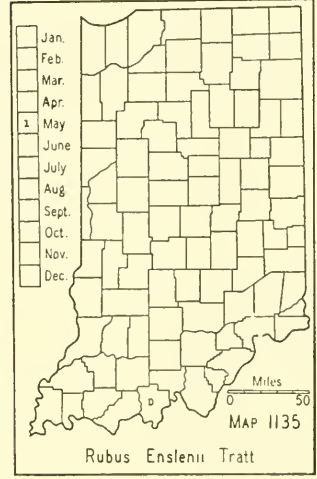 Jan.
Feb.
Mar.
Apr.
1 May
June
July
Aug.
Sept.
Oct.
Nov.
Dec.
D
Miles
0 50
MAP 1135
Rubus Enslenii Tratt